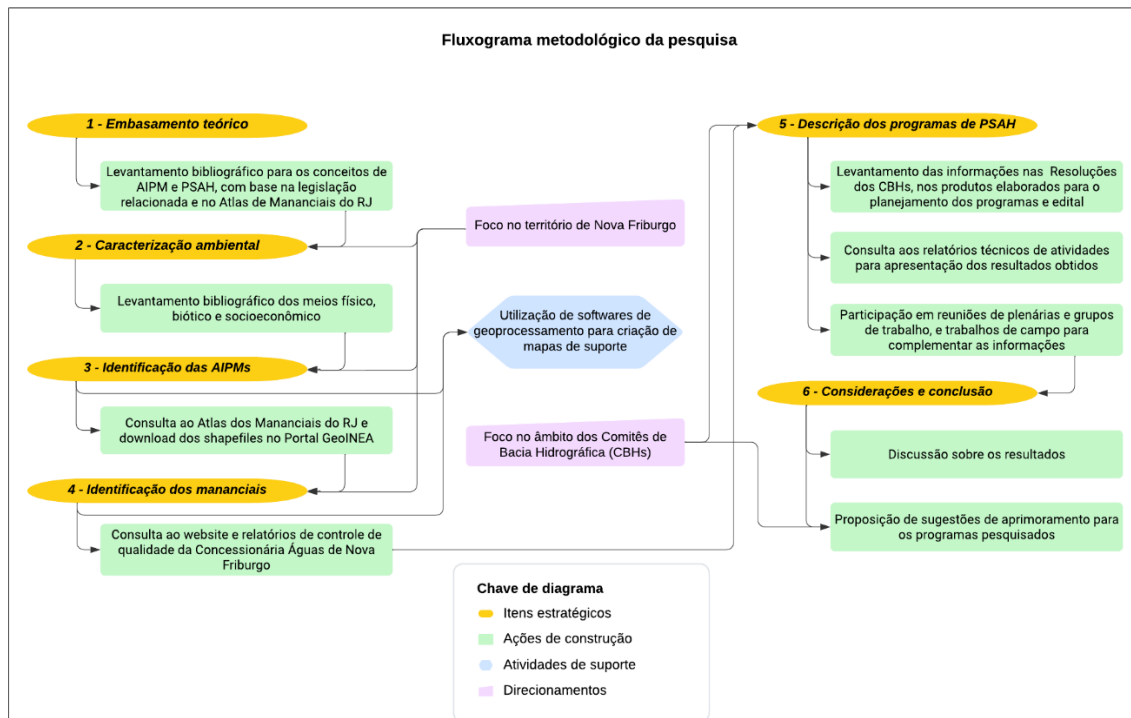 Fluxograma metodológico da pesquisa
1 - Embasamento teórico
Levantamento bibliográfico para os conceitos de
AIPM e PSAH, com base na legislação
relacionada e no Atlas de Mananciais do RJ
2 - Caracterização ambiental
Levantamento bibliográfico dos meios físico,
biótico e socioeconômico
3 - Identificação das AIPMs
Consulta ao Atlas dos Mananciais do RJ e
download dos shapefiles no Portal GeoINEA
4 - Identificação dos mananciais
Consulta ao website e relatórios de controle de
qualidade da Concessionária Águas de Nova
Friburgo
Foco no território de Nova Friburgo
Utilização de softwares de
geoprocessamento para criação de
mapas de suporte
Foco no âmbito dos Comitês de
Bacia Hidrográfica (CBHs)
5 - Descrição dos programas de PSAH
Levantamento das informações nas Resoluções
dos CBHs, nos produtos elaborados para o
planejamento dos programas e edital
Consulta aos relatórios técnicos de atividades
para apresentação dos resultados obtidos
Participação em reuniões de plenárias e grupos
de trabalho, e trabalhos de campo para
complementar as informações
6 - Considerações e conclusão
Discussão sobre os resultados
Proposição de sugestões de aprimoramento para
os programas pesquisados
Chave de diagrama
Itens estratégicos
Ações de construção
Atividades de suporte
Direcionamentos